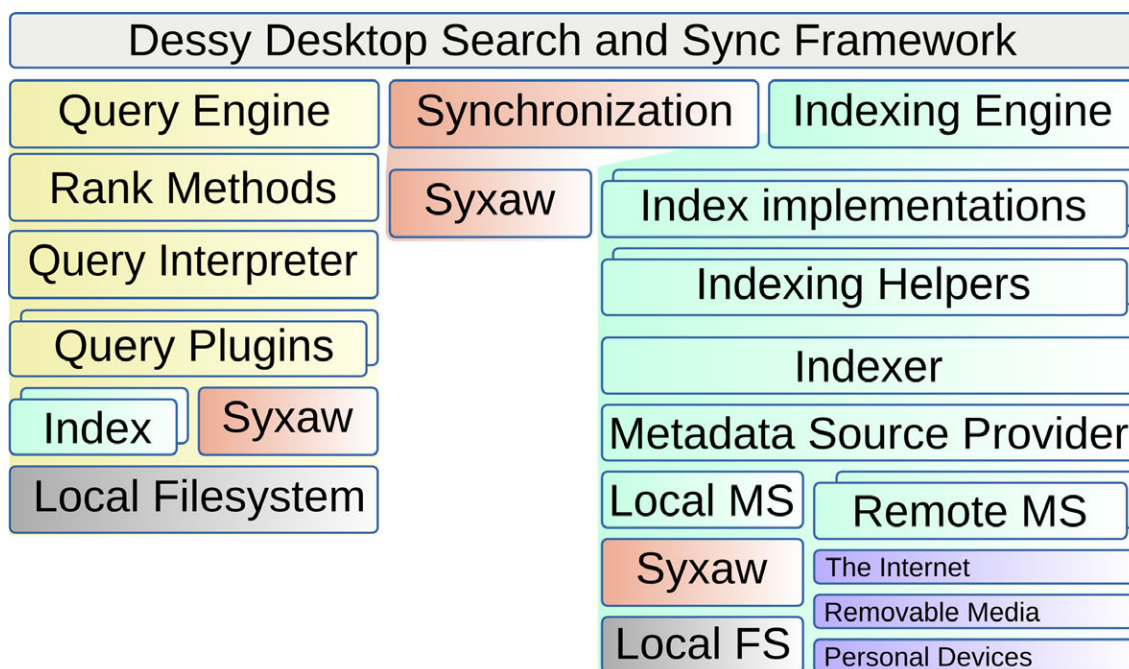 Dessy Desktop Search and Sync Framework
Query Engine
Rank Methods
Query Interpreter
Query Plugins
Index
Syxaw
Local Filesystem
Synchronization
Syxaw
Indexing Engine
Index implementations
Indexing Helpers
Indexer
Metadata Source Provider
Local MS
Syxaw
Local FS
Remote MS
The Internet
Removable Media
Personal Devices